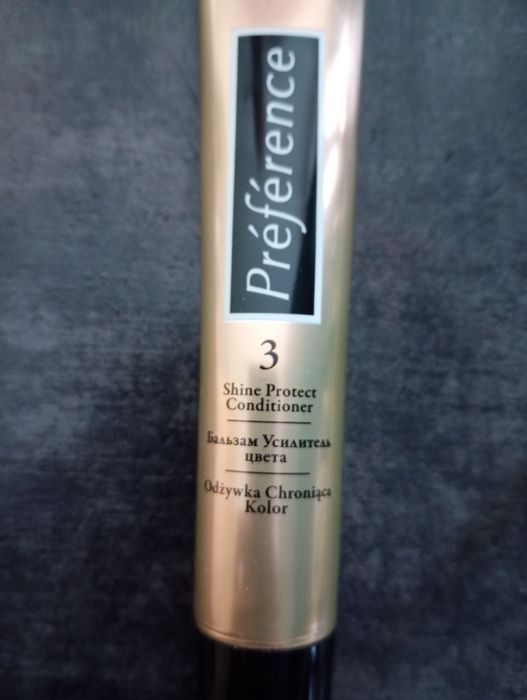 Préférence
3
Shine Protect
Conditioner
Бальзам Усилитель
цвета
Odżywka Chroniąca
Kolor